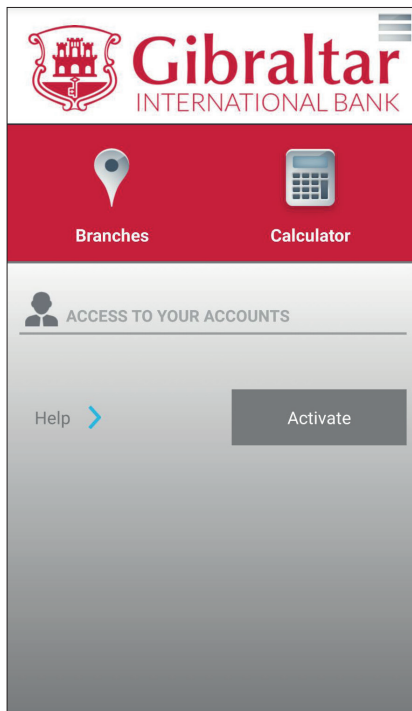 Gibraltar
INTERNATIONAL BANK
Branches
Calculator
ACCESS TO YOUR ACCOUNTS
Help
Activate